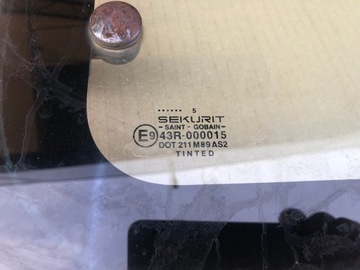 ...... 5
SEKURIT
SAINT - GOBAIN
E9 43R-000015
DOT 211 M89 AS2
TINTED